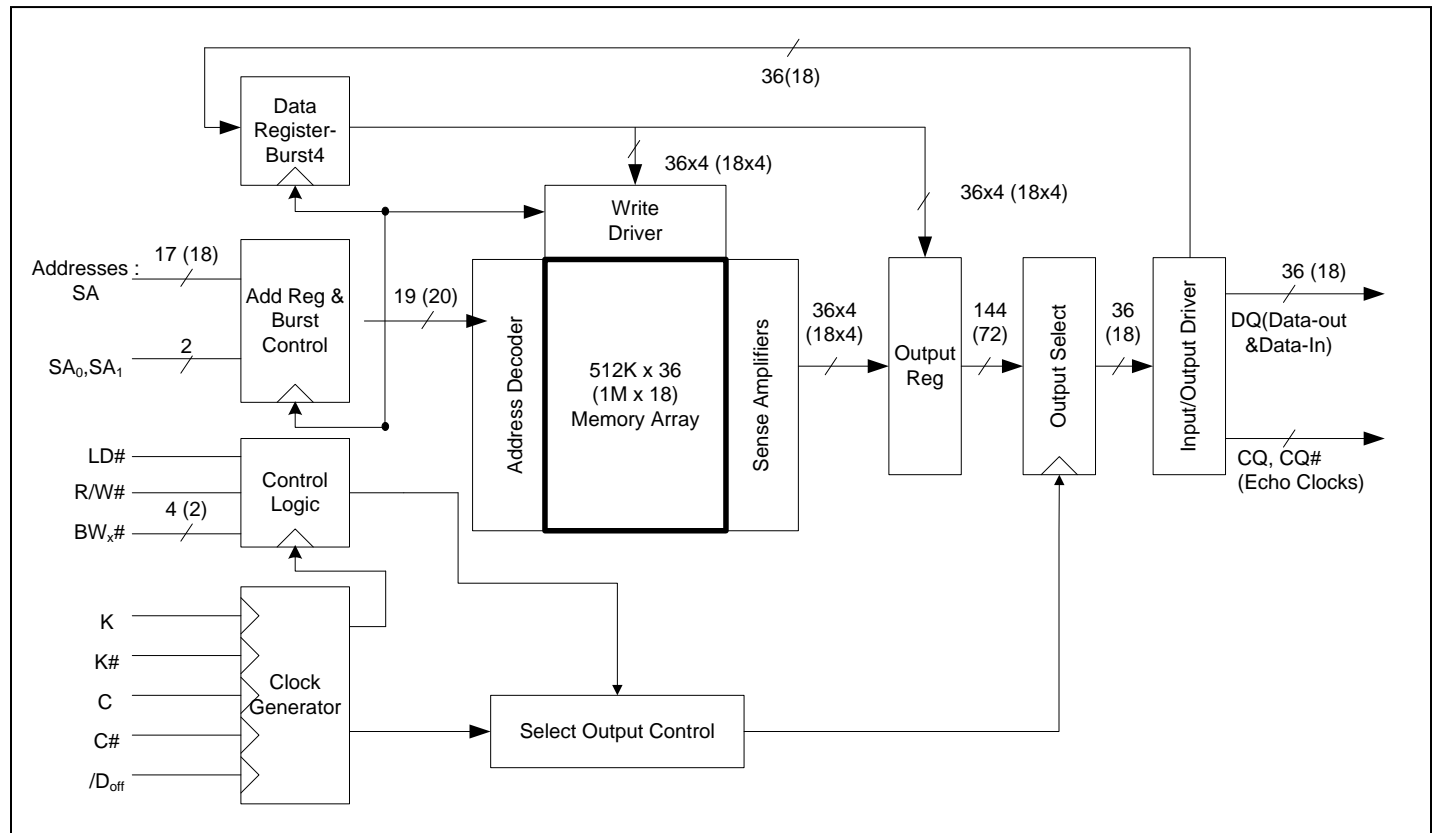 36(18)
Data
Register-
Burst4
36x4 (18x4)
36x4 (18x4)
Write
Driver
Addresses :
SA
17 (18)
SA0,SA1
2
Add Reg &
Burst
Control
19 (20)
Address Decoder
512K x 36
(1M x 18)
Memory Array
Sense Amplifiers
36x4
(18x4)
Output
Reg
144
(72)
Output Select
36
(18)
Input/Output Driver
36 (18)
DQ(Data-out
&Data-In)
CQ, CQ#
(Echo Clocks)
LD#
R/W#
BWx#
4 (2)
Control
Logic
K
K#
C
C#
/Doff
Clock
Generator
Select Output Control